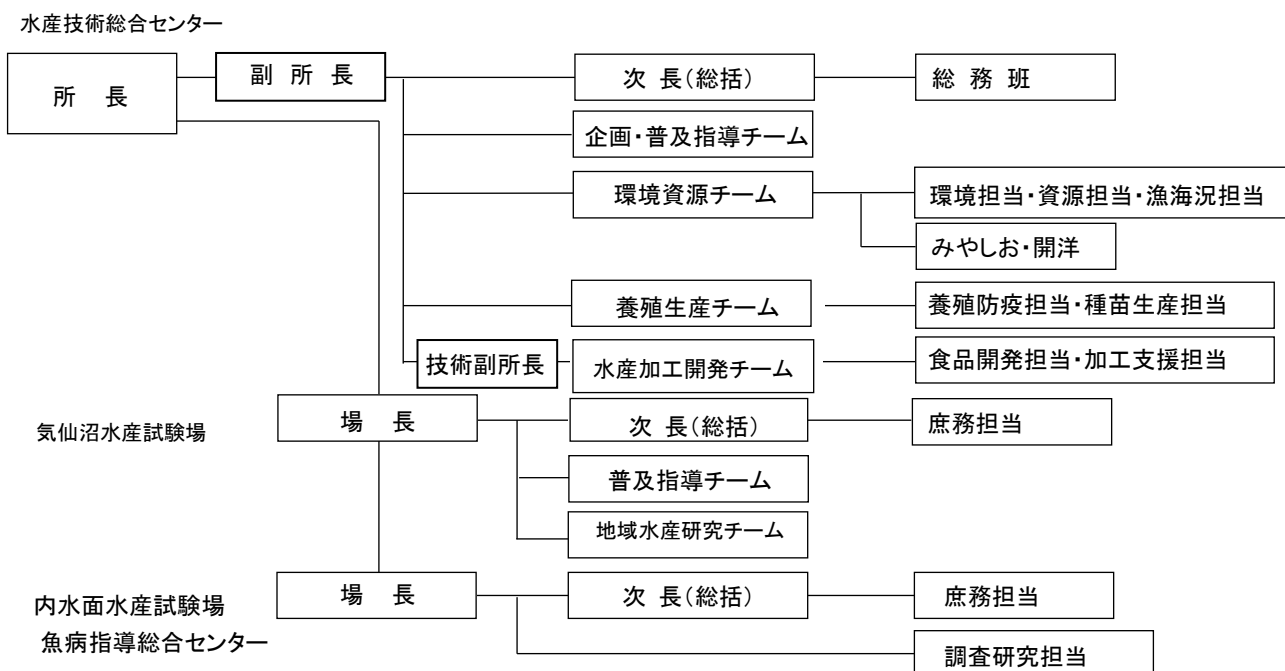 水産技術総合センター
所　長
副 所 長
次 長（総括）
総 務 班
企画・普及指導チーム
環境資源チーム
環境担当・資源担当・漁海況担当
みやしお・開洋
養殖生産チーム
養殖防疫担当・種苗生産担当
技術副所長
水産加工開発チーム
食品開発担当・加工支援担当
気仙沼水産試験場
場　長
次 長（総括）
庶務担当
普及指導チーム
地域水産研究チーム
内水面水産試験場
魚病指導総合センター
場　長
次 長（総括）
庶務担当
調査研究担当